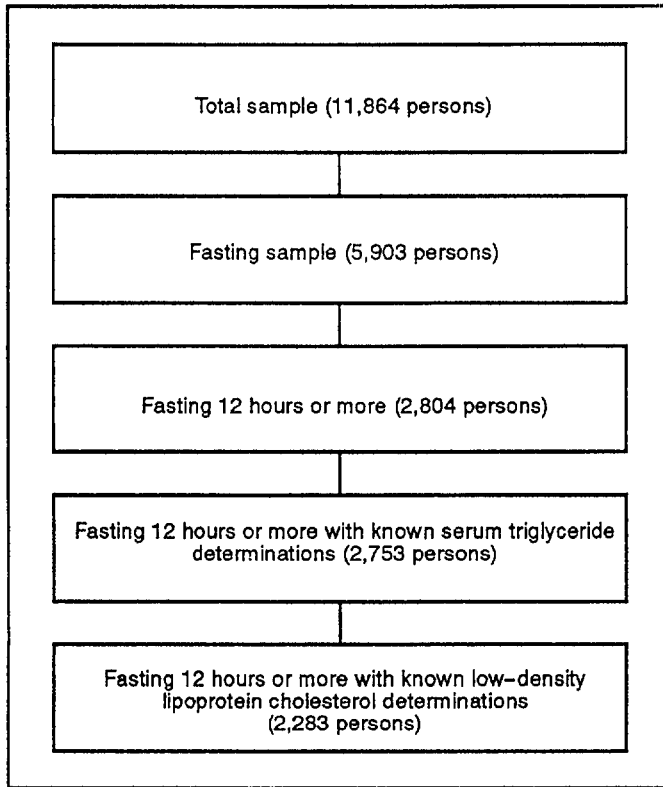 Total sample (11,864 persons)
Fasting sample (5,903 persons)
Fasting 12 hours or more (2,804 persons)
Fasting 12 hours or more with known serum triglyceride
determinations (2,753 persons)
Fasting 12 hours or more with known low-density
lipoprotein cholesterol determinations
(2,283 persons)